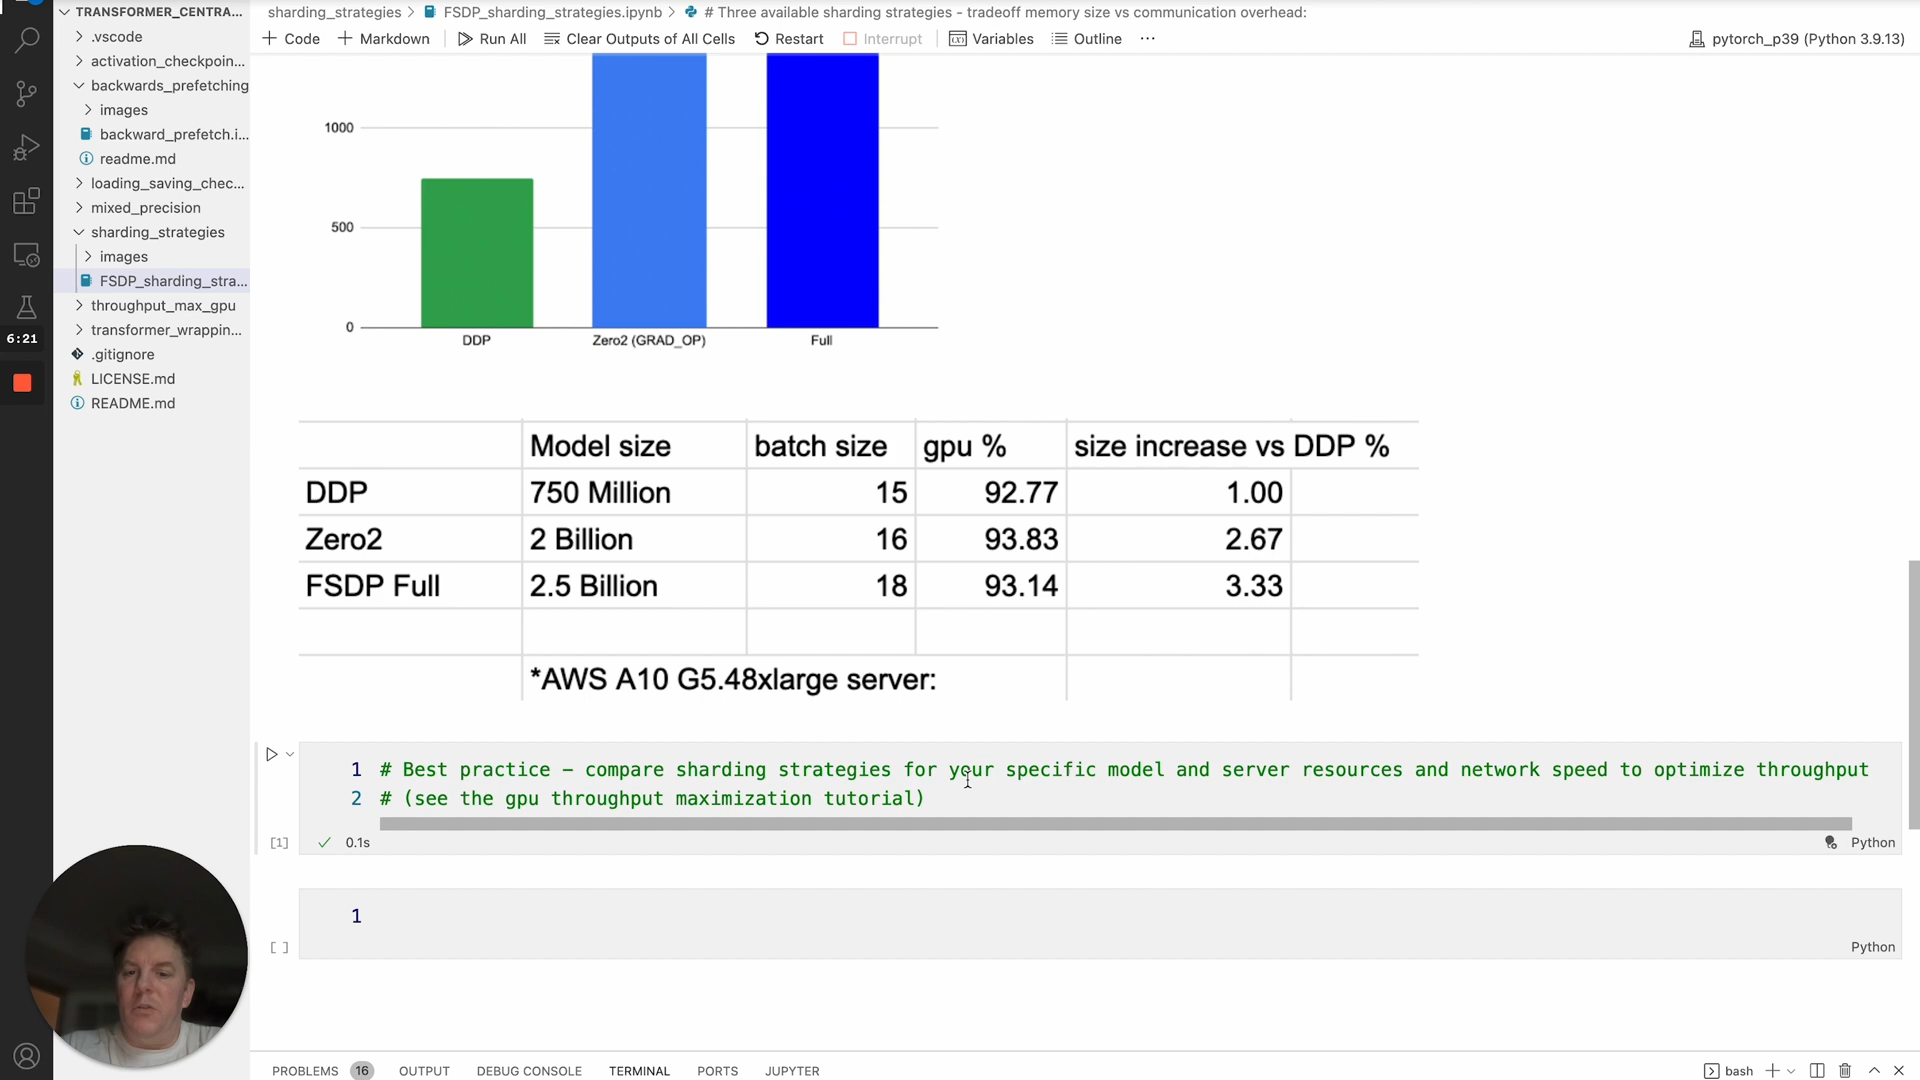 TRANSFORMER_CENTRA...
.vscode
activation_checkpoin...
backwards_prefetching
images
backward_prefetch.i...
readme.md
loading_saving_chec...
mixed_precision
sharding_strategies
images
FSDP_sharding_stra...
throughput_max_gpu
transformer_wrappin...
.gitignore
LICENSE.md
README.md
6:21
sharding_strategies > FSDP_sharding_strategies.ipynb > # Three available sharding strategies - tradeoff memory size vs communication overhead:
+ Code + Markdown Run All Clear Outputs of All Cells Restart Interrupt Variables Outline ... pytorch_p39 (Python 3.9.13)
1000
500
0
DDP Zero2 (GRAD_OP) Full
Model size batch size gpu % size increase vs DDP %
DDP 750 Million 15 92.77 1.00
Zero2 2 Billion 16 93.83 2.67
FSDP Full 2.5 Billion 18 93.14 3.33
*AWS A10 G5.48xlarge server:
1 # Best practice – compare sharding strategies for your specific model and server resources and network speed to optimize throughput
2 # (see the gpu throughput maximization tutorial)
[1] 0.1s Python
1
[ ] Python
PROBLEMS 16 OUTPUT DEBUG CONSOLE TERMINAL PORTS JUPYTER bash